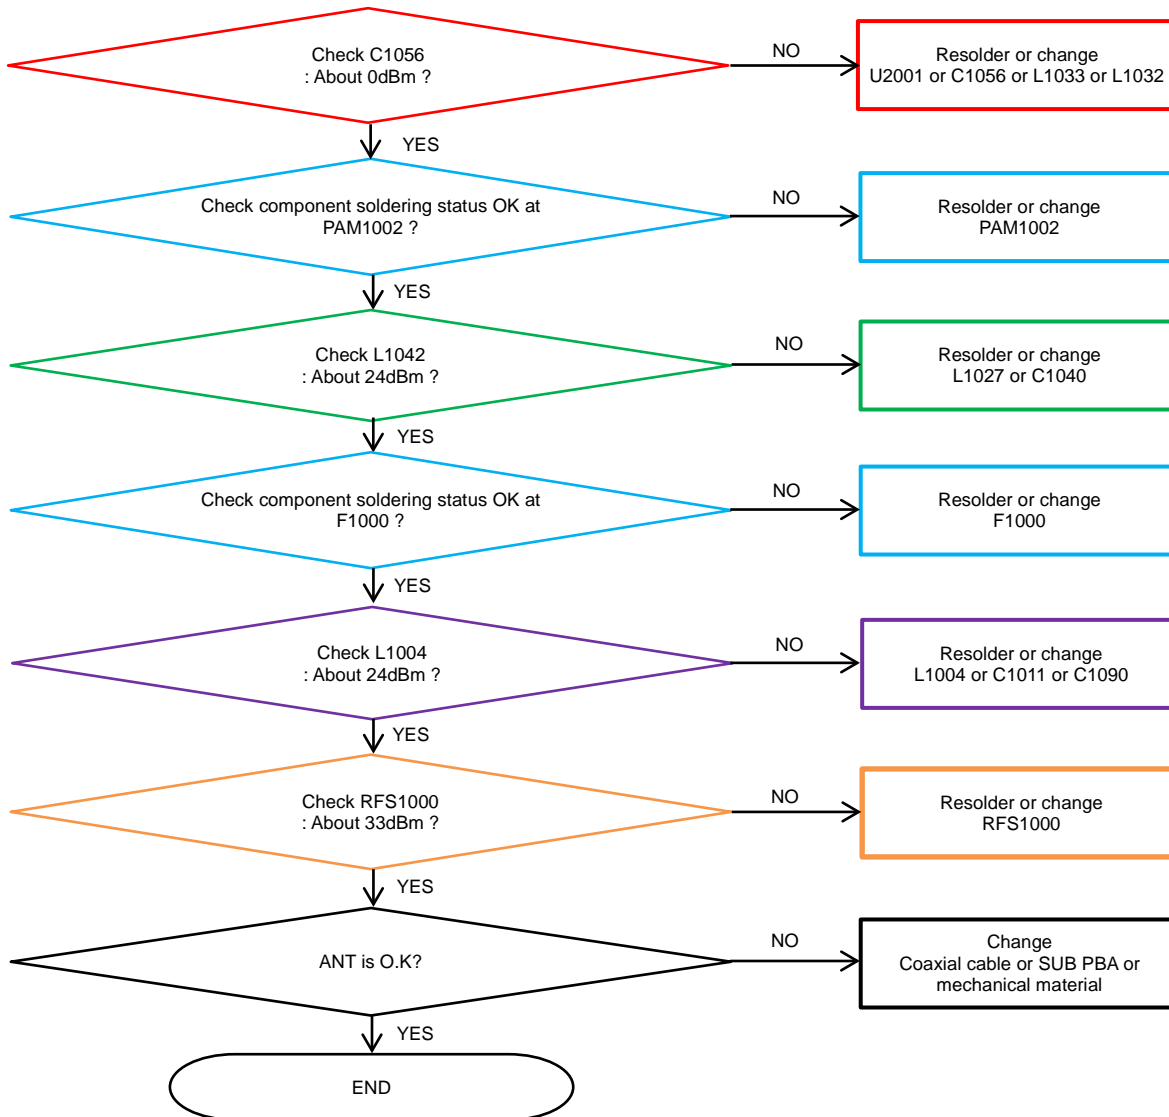 Check C1056
: About 0dBm ?
NO
Resolder or change
U2001 or C1056 or L1033 or L1032
YES
Check component soldering status OK at
PAM1002 ?
NO
Resolder or change
PAM1002
YES
Check L1042
: About 24dBm ?
NO
Resolder or change
L1027 or C1040
YES
Check component soldering status OK at
F1000 ?
NO
Resolder or change
F1000
YES
Check L1004
: About 24dBm ?
NO
Resolder or change
L1004 or C1011 or C1090
YES
Check RFS1000
: About 33dBm ?
NO
Resolder or change
RFS1000
YES
ANT is O.K?
NO
Change
Coaxial cable or SUB PBA or
mechanical material
YES
END